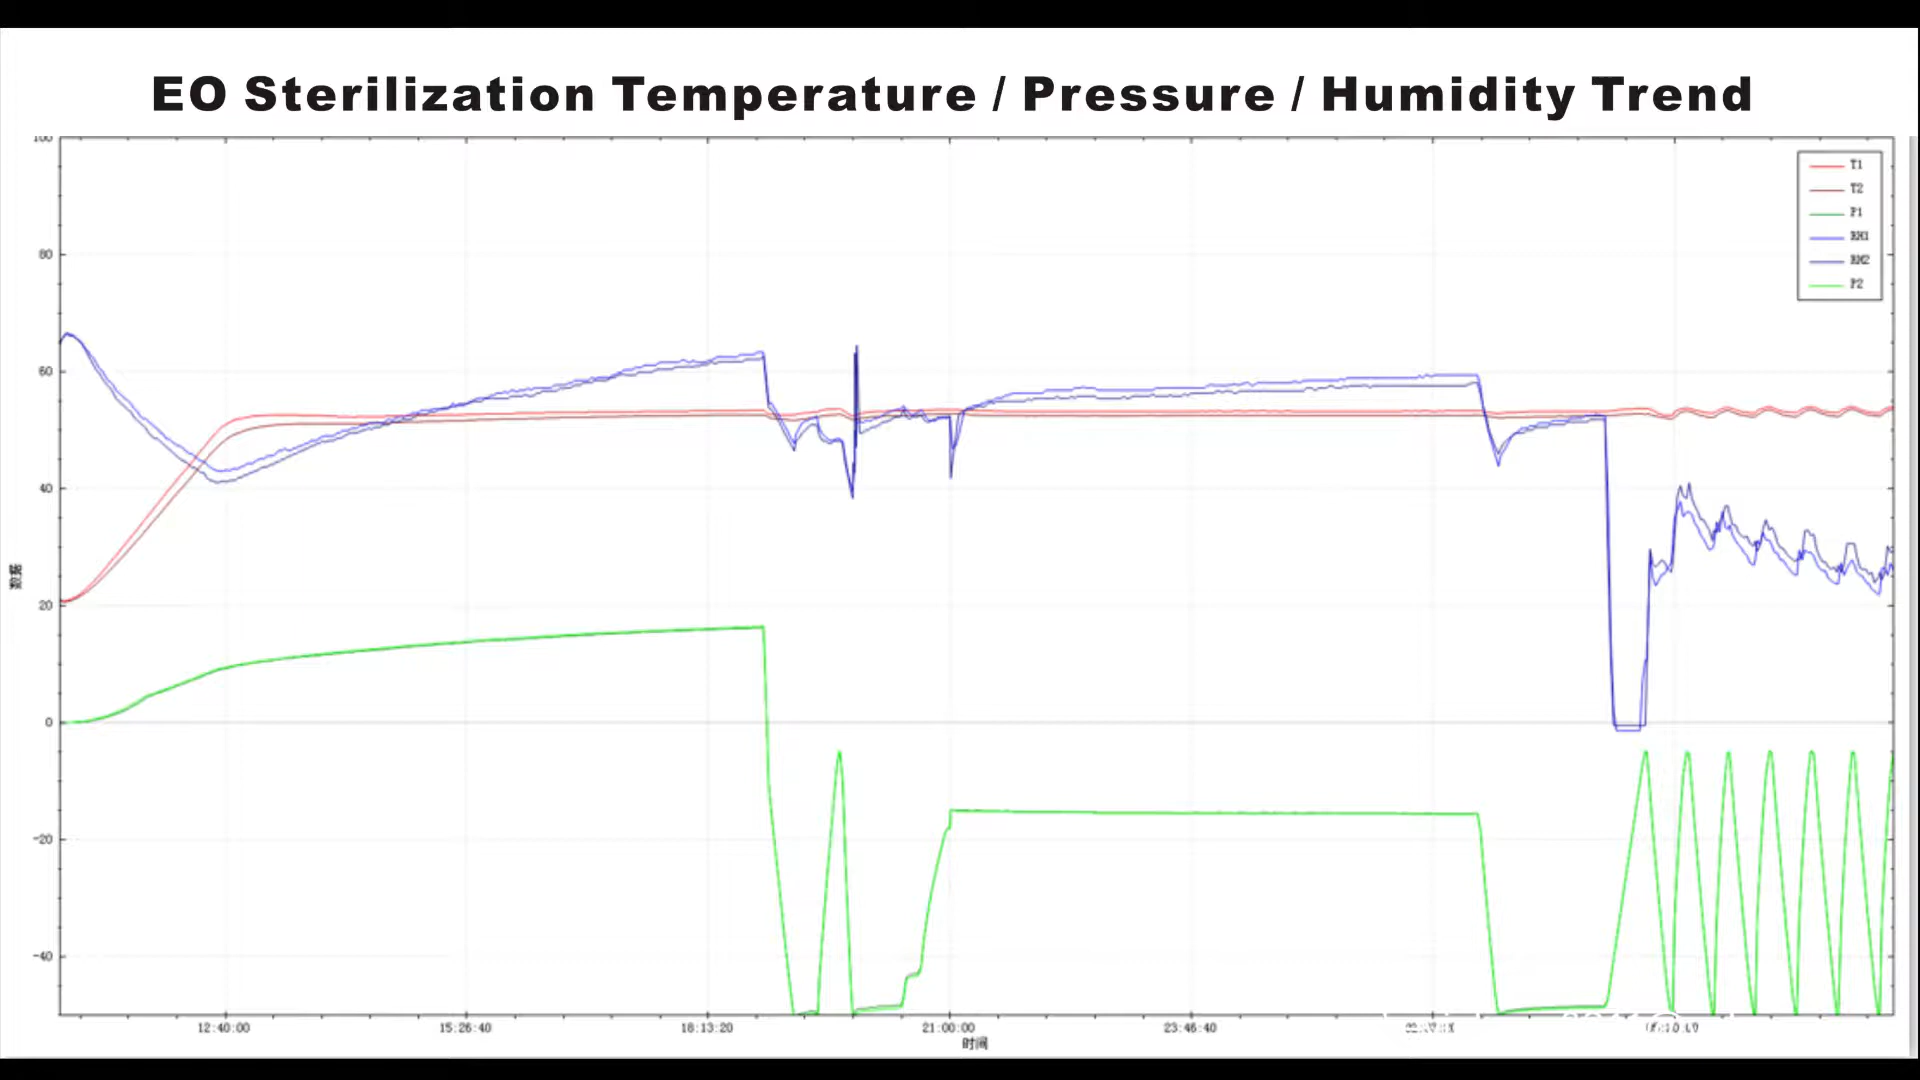 EO Sterilization Temperature / Pressure / Humidity Trend
100
80
60
40
20
0
-20
-40
数据
T1
T2
P1
RH1
RH2
P2
12:40:00
15:26:40
18:13:20
21:00:00
23:46:40
时间